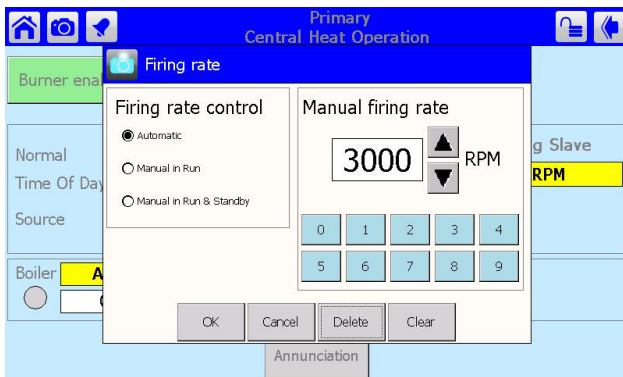 Primary
Central Heat Operation
Firing rate
Burner ena
Firing rate control
Automatic
Manual in Run
Manual in Run & Standby
Manual firing rate
3000 RPM
0 1 2 3 4
5 6 7 8 9
Normal
Time Of Day
Source
g Slave
RPM
Boiler A
OK Cancel Delete Clear
Annunciation